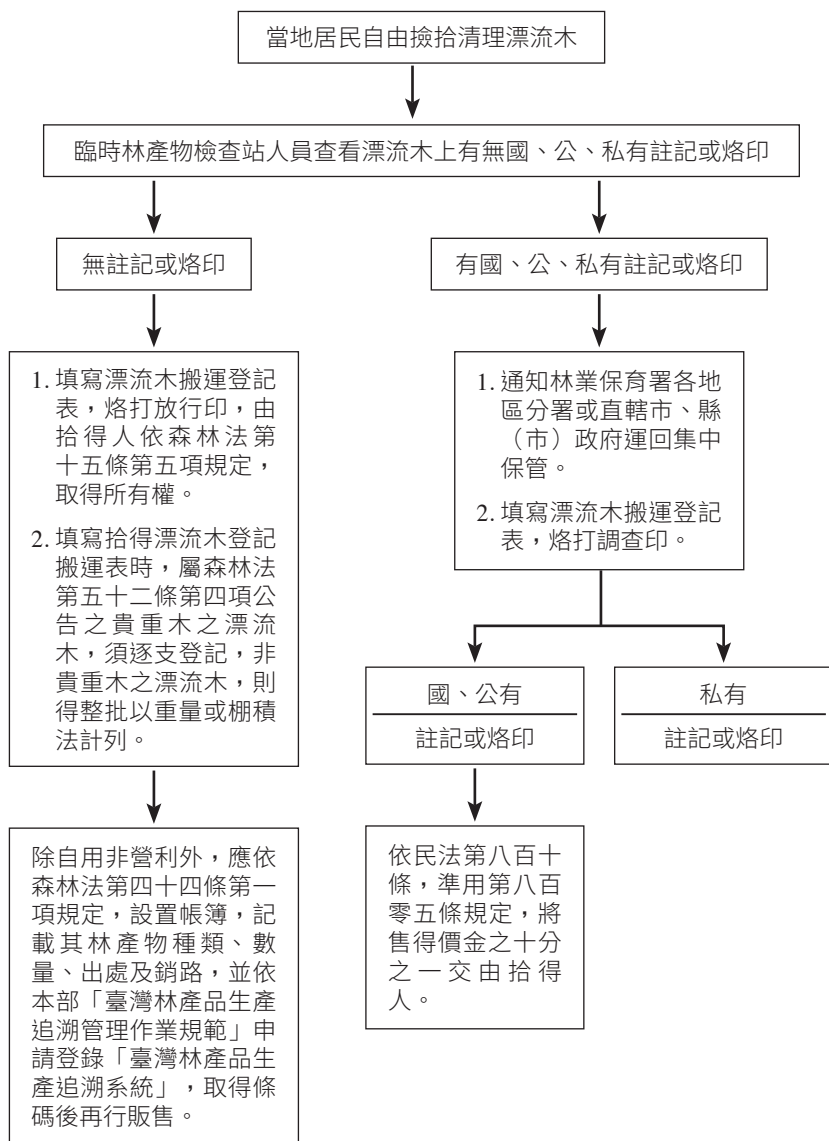 當地居民自由撿拾清理漂流木
臨時林產物檢查站人員查看漂流木上有無國、公、私有註記或烙印
無註記或烙印
有國、公、私有註記或烙印
1. 填寫漂流木搬運登記
表，烙打放行印，由
拾得人依森林法第
十五條第五項規定，
取得所有權。
2. 填寫拾得漂流木登記
搬運表時，屬森林法
第五十二條第四項公
告之貴重木之漂流
木，須逐支登記，非
貴重木之漂流木，則
得整批以重量或棚積
法計列。
1. 通知林業保育署各地
區分署或直轄市、縣
（市）政府運回集中
保管。
2. 填寫漂流木搬運登記
表，烙打調查印。
國、公有
註記或烙印
私有
註記或烙印
除自用非營利外，應依
森林法第四十四條第一
項規定，設置帳簿，記
載其林產物種類、數
量、出處及銷路，並依
本部「臺灣林產品生產
追溯管理作業規範」申
請登錄「臺灣林產品生
產追溯系統」，取得條
碼後再行販售。
依民法第八百十
條，準用第八百
零五條規定，將
售得價金之十分
之一交由拾得
人。